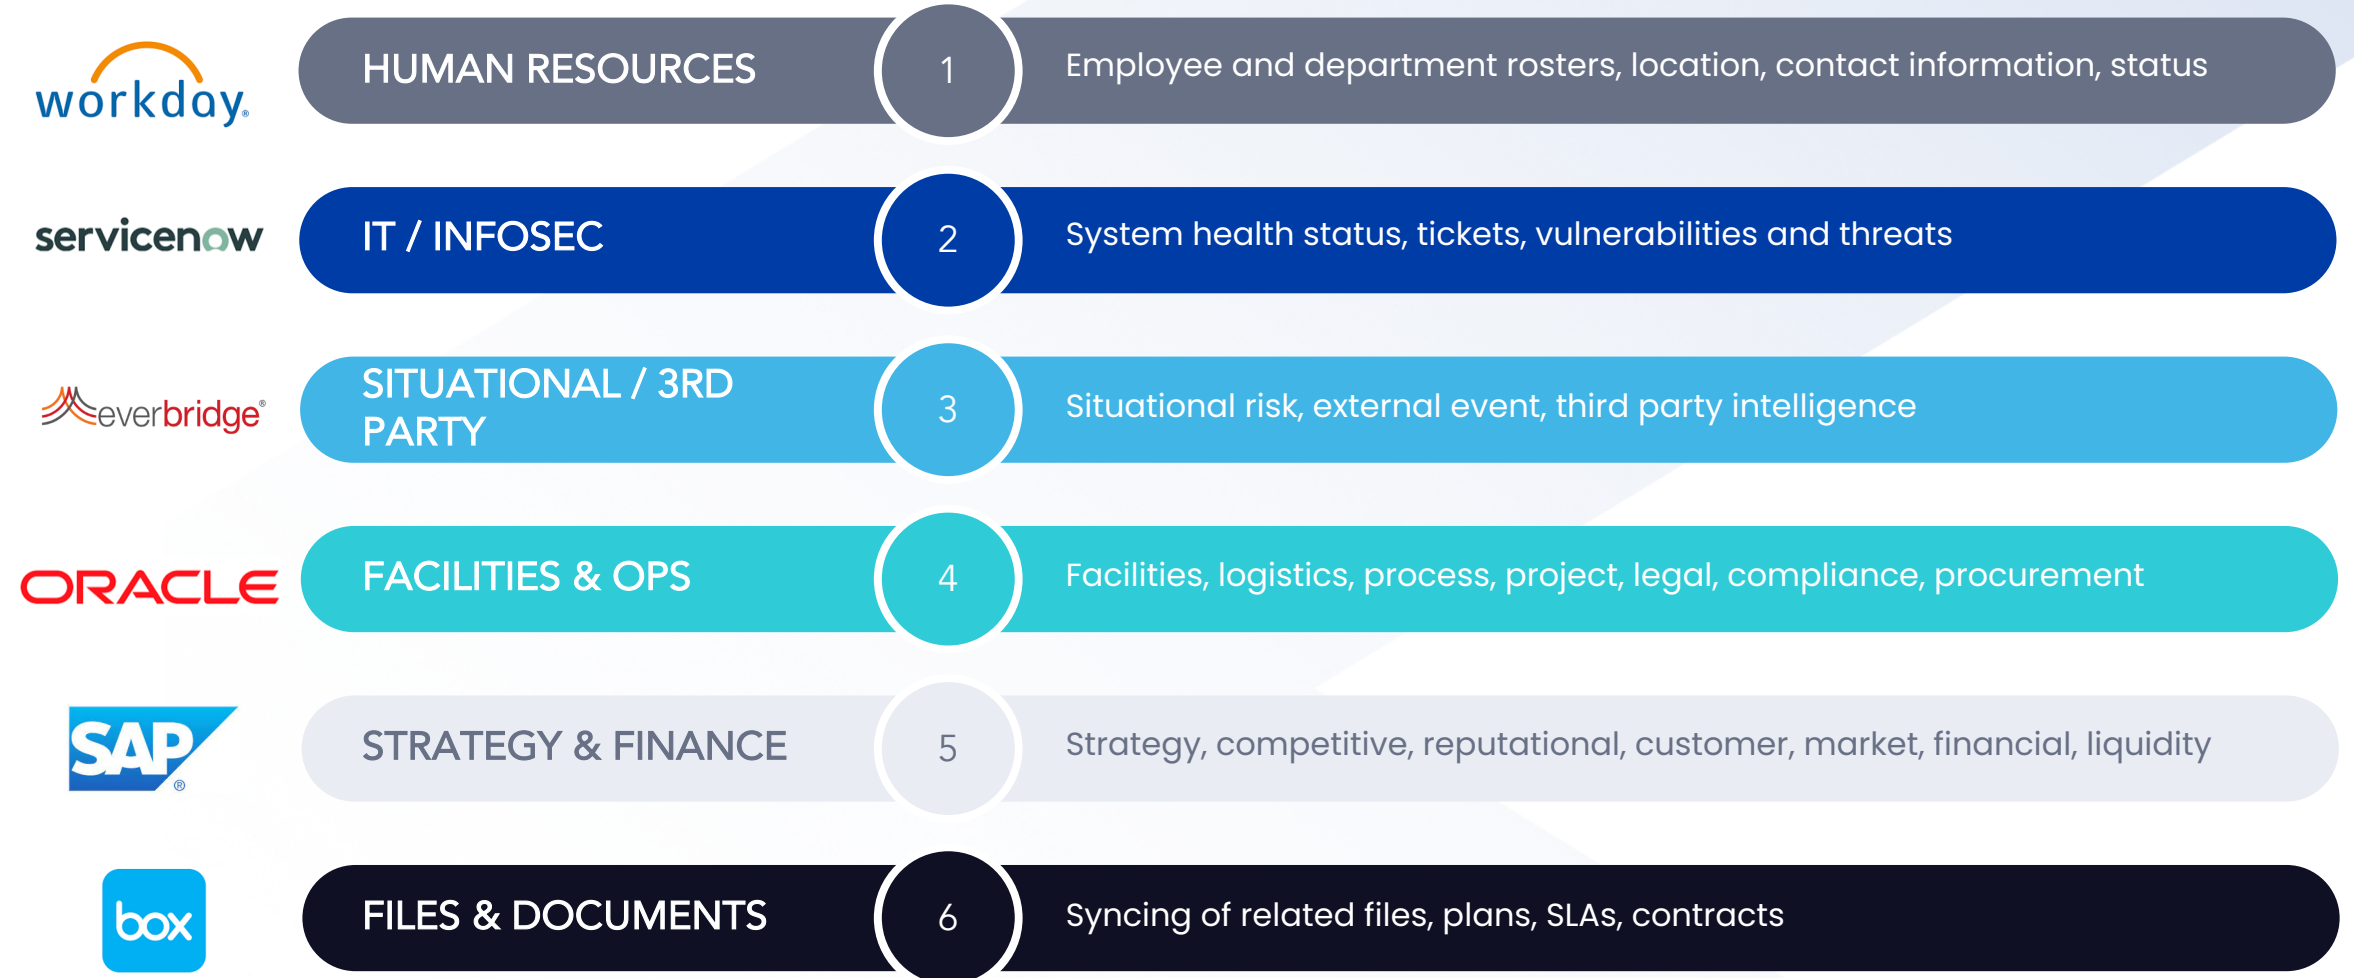 workday®
HUMAN RESOURCES
1
Employee and department rosters, location, contact information, status
servicenow
IT / INFOSEC
2
System health status, tickets, vulnerabilities and threats
everbridge®
SITUATIONAL / 3RD
PARTY
3
Situational risk, external event, third party intelligence
ORACLE
FACILITIES & OPS
4
Facilities, logistics, process, project, legal, compliance, procurement
SAP®
STRATEGY & FINANCE
5
Strategy, competitive, reputational, customer, market, financial, liquidity
box
FILES & DOCUMENTS
6
Syncing of related files, plans, SLAs, contracts